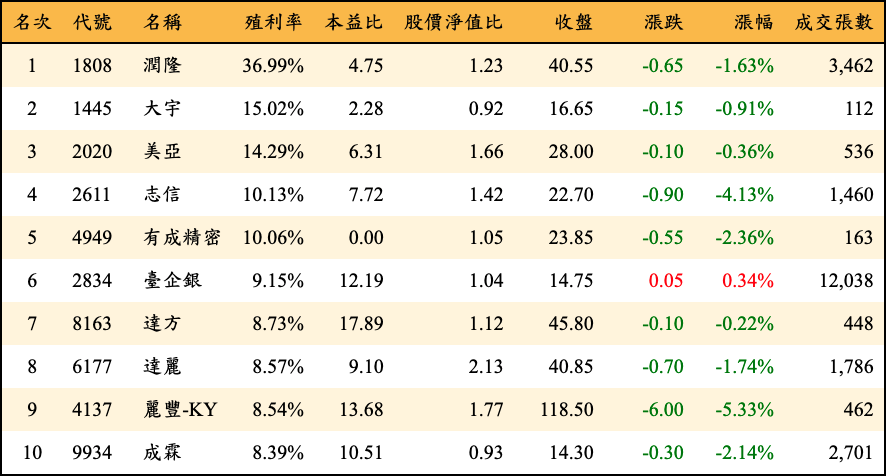 名次 代號 名稱 殖利率 本益比 股價淨值比 收盤 漲跌 漲幅 成交張數
1 1808 潤隆 36.99% 4.75 1.23 40.55 -0.65 -1.63% 3,462
2 1445 大宇 15.02% 2.28 0.92 16.65 -0.15 -0.91% 112
3 2020 美亞 14.29% 6.31 1.66 28.00 -0.10 -0.36% 536
4 2611 志信 10.13% 7.72 1.42 22.70 -0.90 -4.13% 1,460
5 4949 有成精密 10.06% 0.00 1.05 23.85 -0.55 -2.36% 163
6 2834 臺企銀 9.15% 12.19 1.04 14.75 0.05 0.34% 12,038
7 8163 達方 8.73% 17.89 1.12 45.80 -0.10 -0.22% 448
8 6177 達麗 8.57% 9.10 2.13 40.85 -0.70 -1.74% 1,786
9 4137 麗豐-KY 8.54% 13.68 1.77 118.50 -6.00 -5.33% 462
10 9934 成霖 8.39% 10.51 0.93 14.30 -0.30 -2.14% 2,701